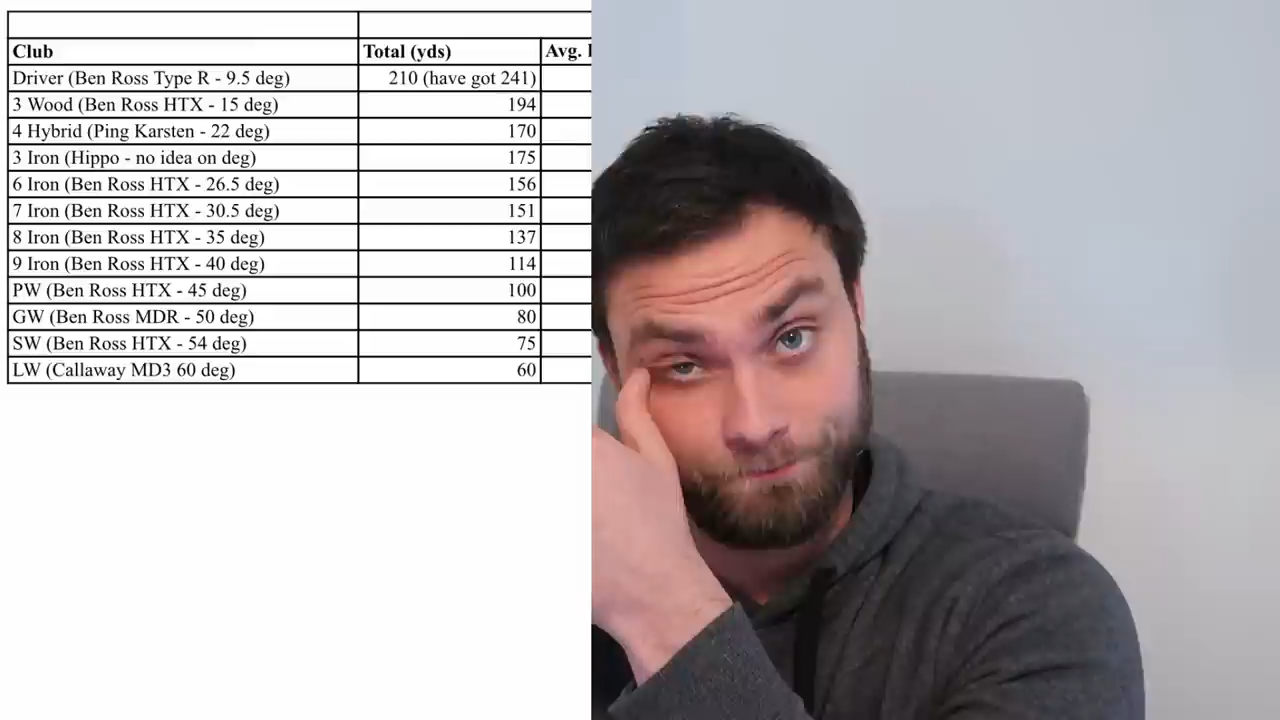 Club Total (yds) Avg.
Driver (Ben Ross Type R - 9.5 deg) 210 (have got 241)
3 Wood (Ben Ross HTX - 15 deg) 194
4 Hybrid (Ping Karsten - 22 deg) 170
3 Iron (Hippo - no idea on deg) 175
6 Iron (Ben Ross HTX - 26.5 deg) 156
7 Iron (Ben Ross HTX - 30.5 deg) 151
8 Iron (Ben Ross HTX - 35 deg) 137
9 Iron (Ben Ross HTX - 40 deg) 114
PW (Ben Ross HTX - 45 deg) 100
GW (Ben Ross MDR - 50 deg) 80
SW (Ben Ross HTX - 54 deg) 75
LW (Callaway MD3 60 deg) 60